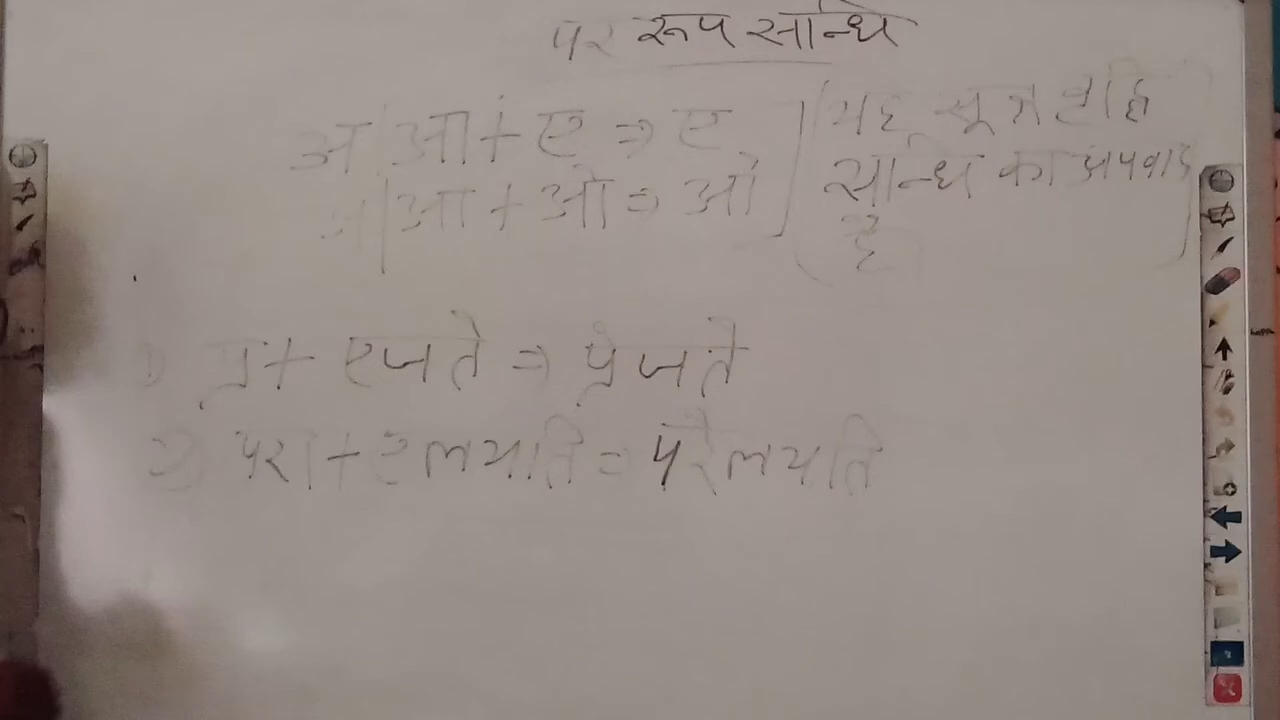 पर रूप सन्धि
अ|आ + ए => ए
अ|आ + ओ => ओ
(यह सूत्र वृद्धि
सन्धि का अपवाद
है)
1) प्र + एजते => प्रेजते
2) परा + एलयति = परेलयति